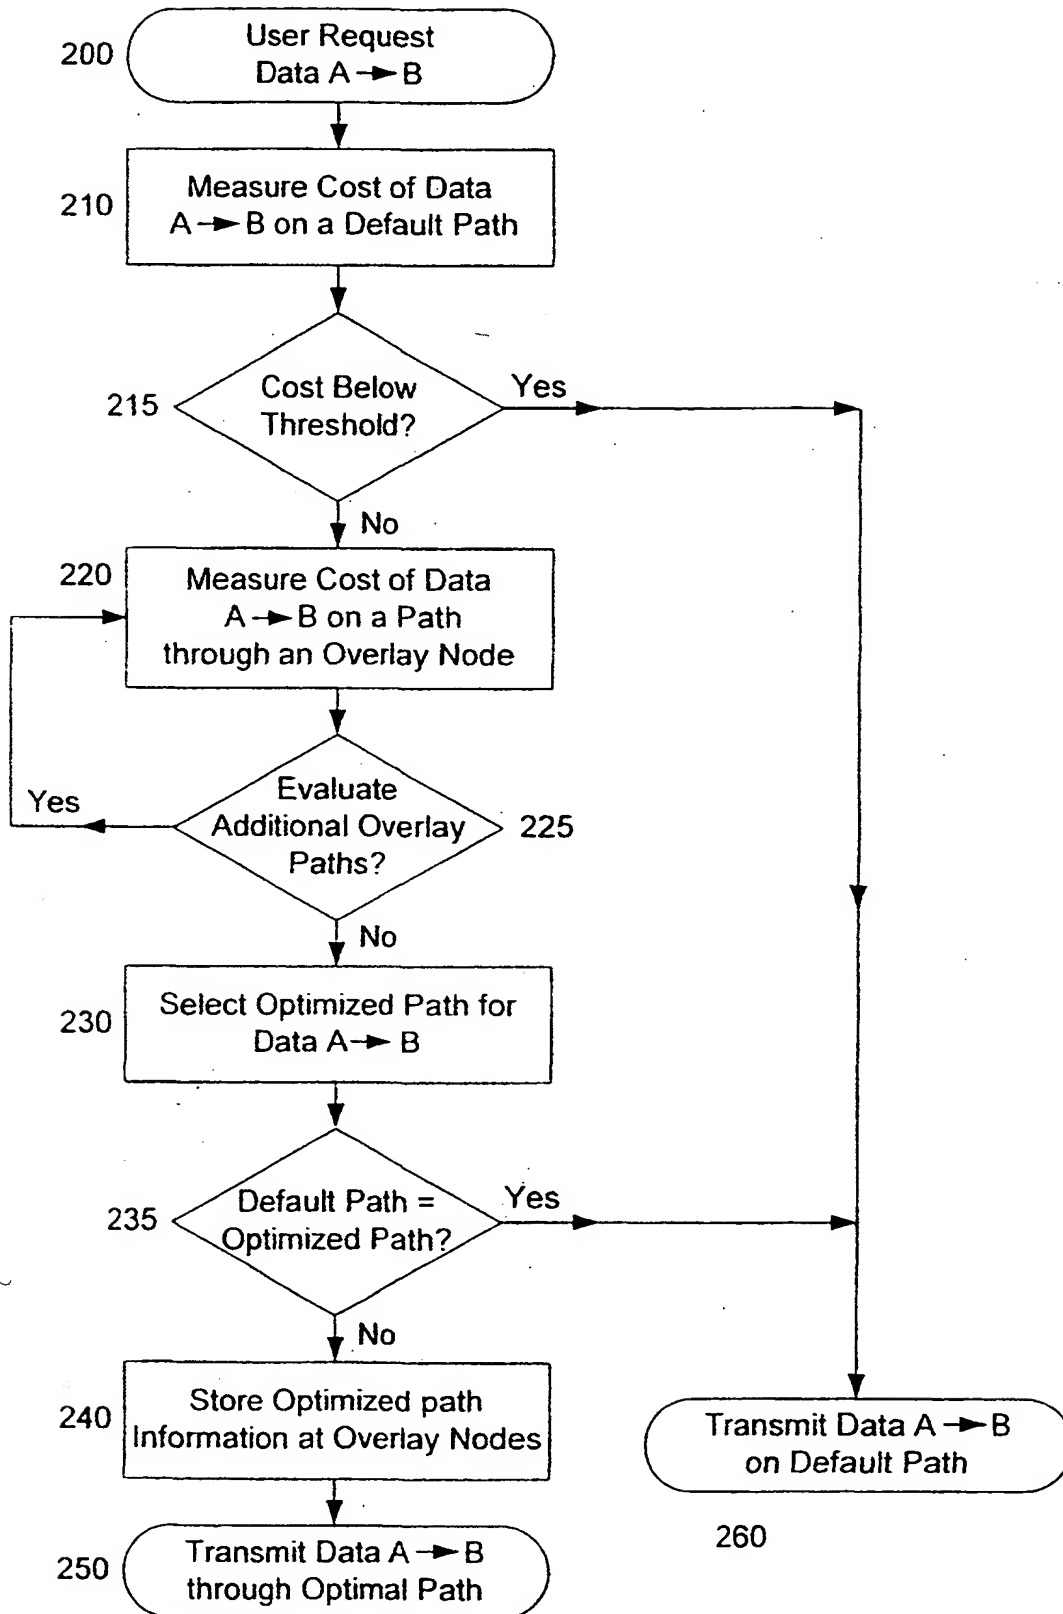 200
User Request
Data A → B
210
Measure Cost of Data
A → B on a Default Path
215
Cost Below
Threshold?
Yes
No
220
Measure Cost of Data
A → B on a Path
through an Overlay Node
Yes
Evaluate
Additional Overlay
Paths?
225
No
230
Select Optimized Path for
Data A → B
235
Default Path =
Optimized Path?
Yes
No
240
Store Optimized path
Information at Overlay Nodes
Transmit Data A → B
on Default Path
260
250
Transmit Data A → B
through Optimal Path